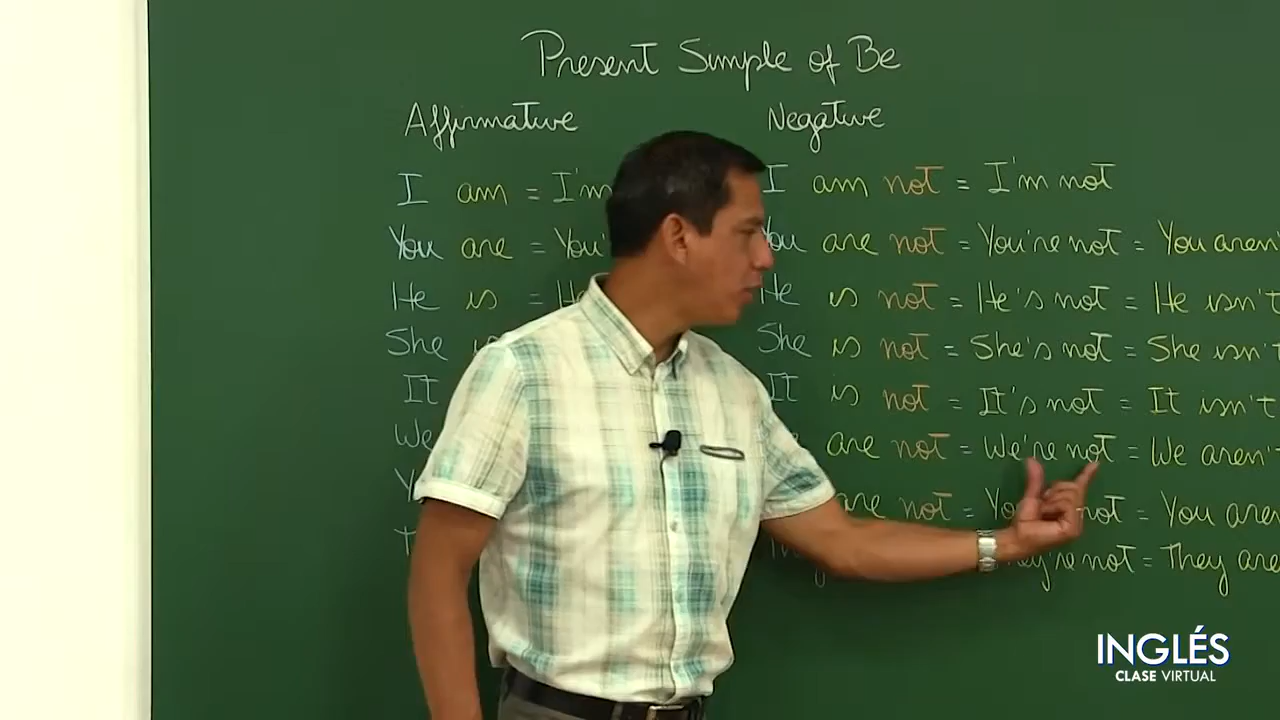 Present Simple of Be
Affirmative Negative
I am = I'm I am not = I'm not
You are = You' You are not = You're not = You aren'
He is = He He is not = He's not = He isn't
She She is not = She's not = She isn't
It It is not = It's not = It isn't
We are not = We're not = We aren't
are not = not = You aren
They're not = They are
INGLÉS
CLASE VIRTUAL